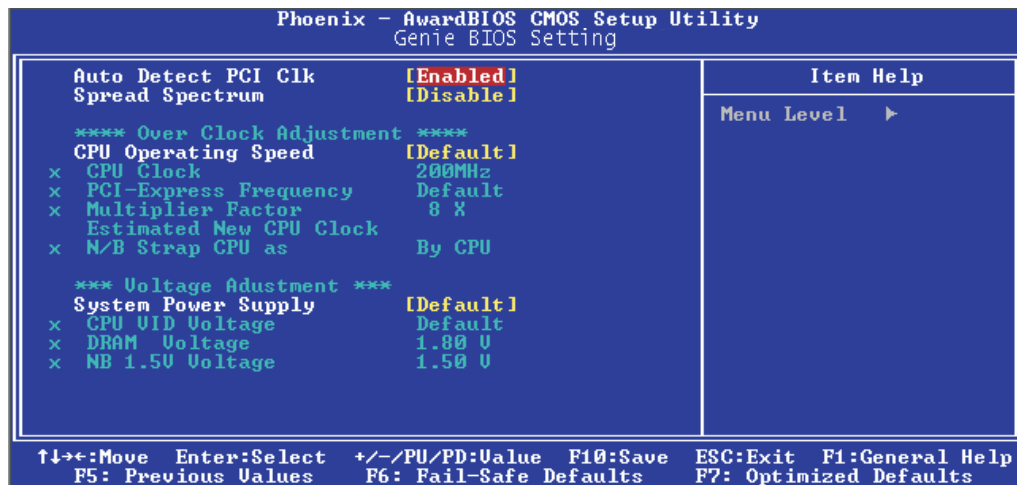 Phoenix - AwardBIOS CMOS Setup Utility
Genie BIOS Setting
Auto Detect PCI Clk [Enabled]
Spread Spectrum [Disable]
**** Over Clock Adjustment ****
CPU Operating Speed [Default]
x CPU Clock 200MHz
x PCI-Express Frequency Default
x Multiplier Factor 8 X
Estimated New CPU Clock
x N/B Strap CPU as By CPU
*** Voltage Adustment ***
System Power Supply [Default]
x CPU VID Voltage Default
x DRAM Voltage 1.80 V
x NB 1.5V Voltage 1.50 V
Item Help
Menu Level ►
↑↓→←:Move Enter:Select +/-/PU/PD:Value F10:Save ESC:Exit F1:General Help
F5: Previous Values F6: Fail-Safe Defaults F7: Optimized Defaults